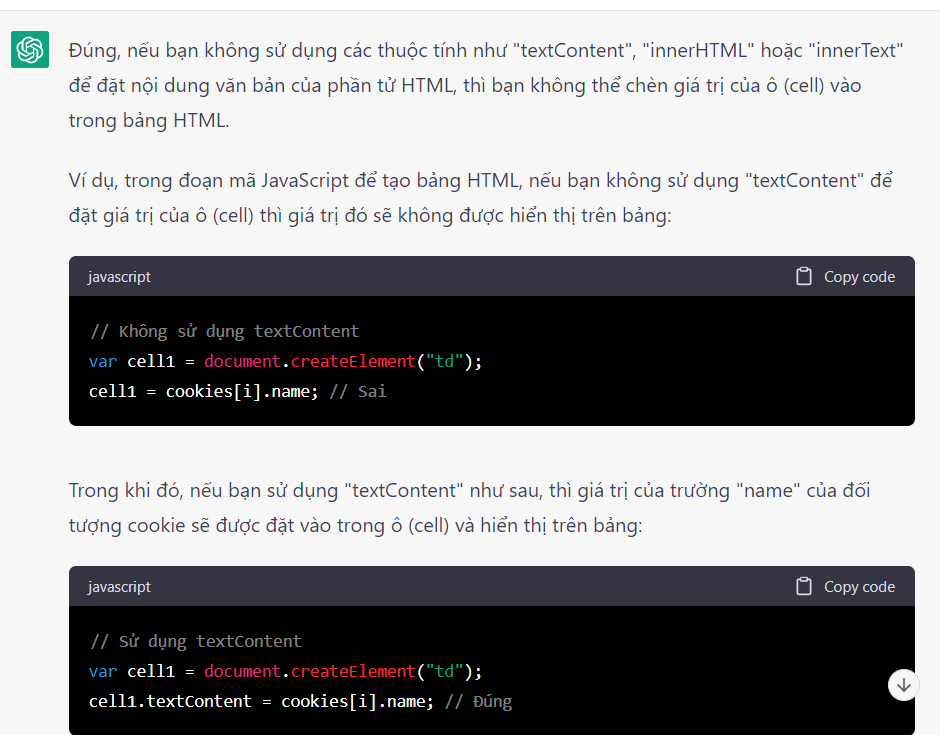 Đúng, nếu bạn không sử dụng các thuộc tính như "textContent", "innerHTML" hoặc "innerText"
để đặt nội dung văn bản của phần tử HTML, thì bạn không thể chèn giá trị của ô (cell) vào
trong bảng HTML.
Ví dụ, trong đoạn mã JavaScript để tạo bảng HTML, nếu bạn không sử dụng "textContent" để
đặt giá trị của ô (cell) thì giá trị đó sẽ không được hiển thị trên bảng:
javascript Copy code
// Không sử dụng textContent
var cell1 = document.createElement("td");
cell1 = cookies[i].name; // Sai
Trong khi đó, nếu bạn sử dụng "textContent" như sau, thì giá trị của trường "name" của đối
tượng cookie sẽ được đặt vào trong ô (cell) và hiển thị trên bảng:
javascript Copy code
// Sử dụng textContent
var cell1 = document.createElement("td");
cell1.textContent = cookies[i].name; // Đúng